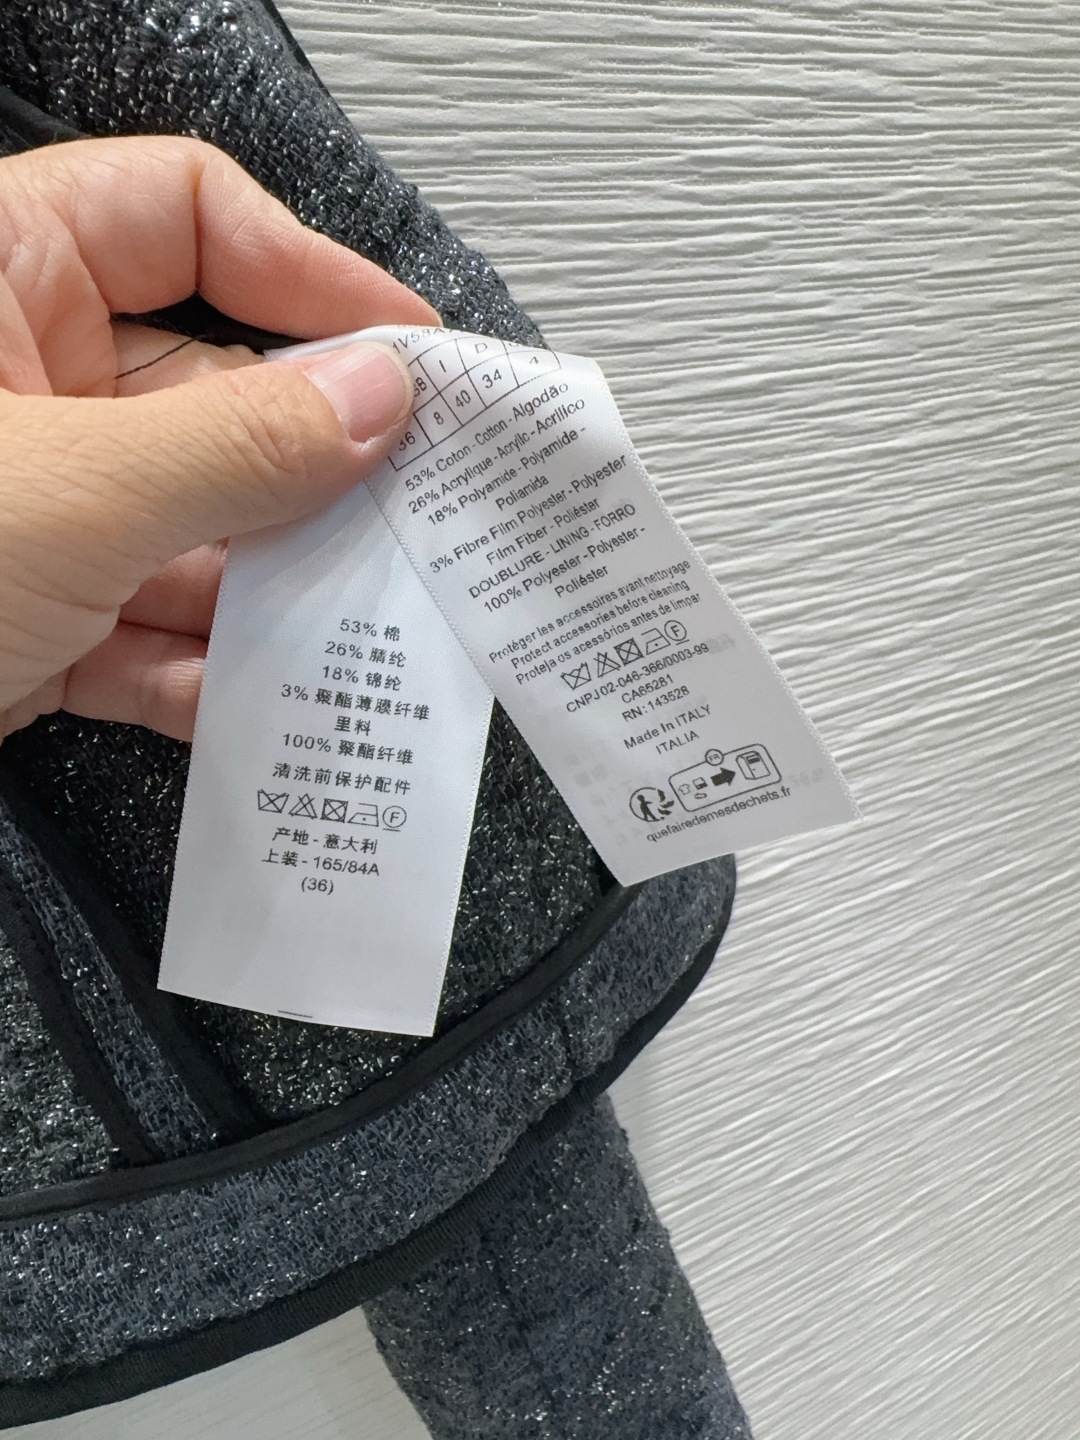 I D
8 40 34 4
53% Coton - Cotton - Algodão
26% Acrylique - Acrylic - Acrílico
18% Polyamide - Polyamide -
Poliamida
3% Fibre Film Polyester - Polyester
Film Fiber - Poliéster
DOUBLURE - LINING - FORRO
100% Polyester - Polyester -
Poliéster
Protéger les accessoires avant nettoyage
Protect accessories before cleaning
Proteja os acessórios antes de limpar
F
CNPJ 02-046-366/0003-99
CA65281
RN: 143528
Made In ITALY
ITALIA
FR
quefairedemesdechets.fr
53% 棉
26% 腈纶
18% 锦纶
3% 聚酯薄膜纤维
里料
100% 聚酯纤维
清洗前保护配件
F
产地 - 意大利
上装 - 165/84A
(36)